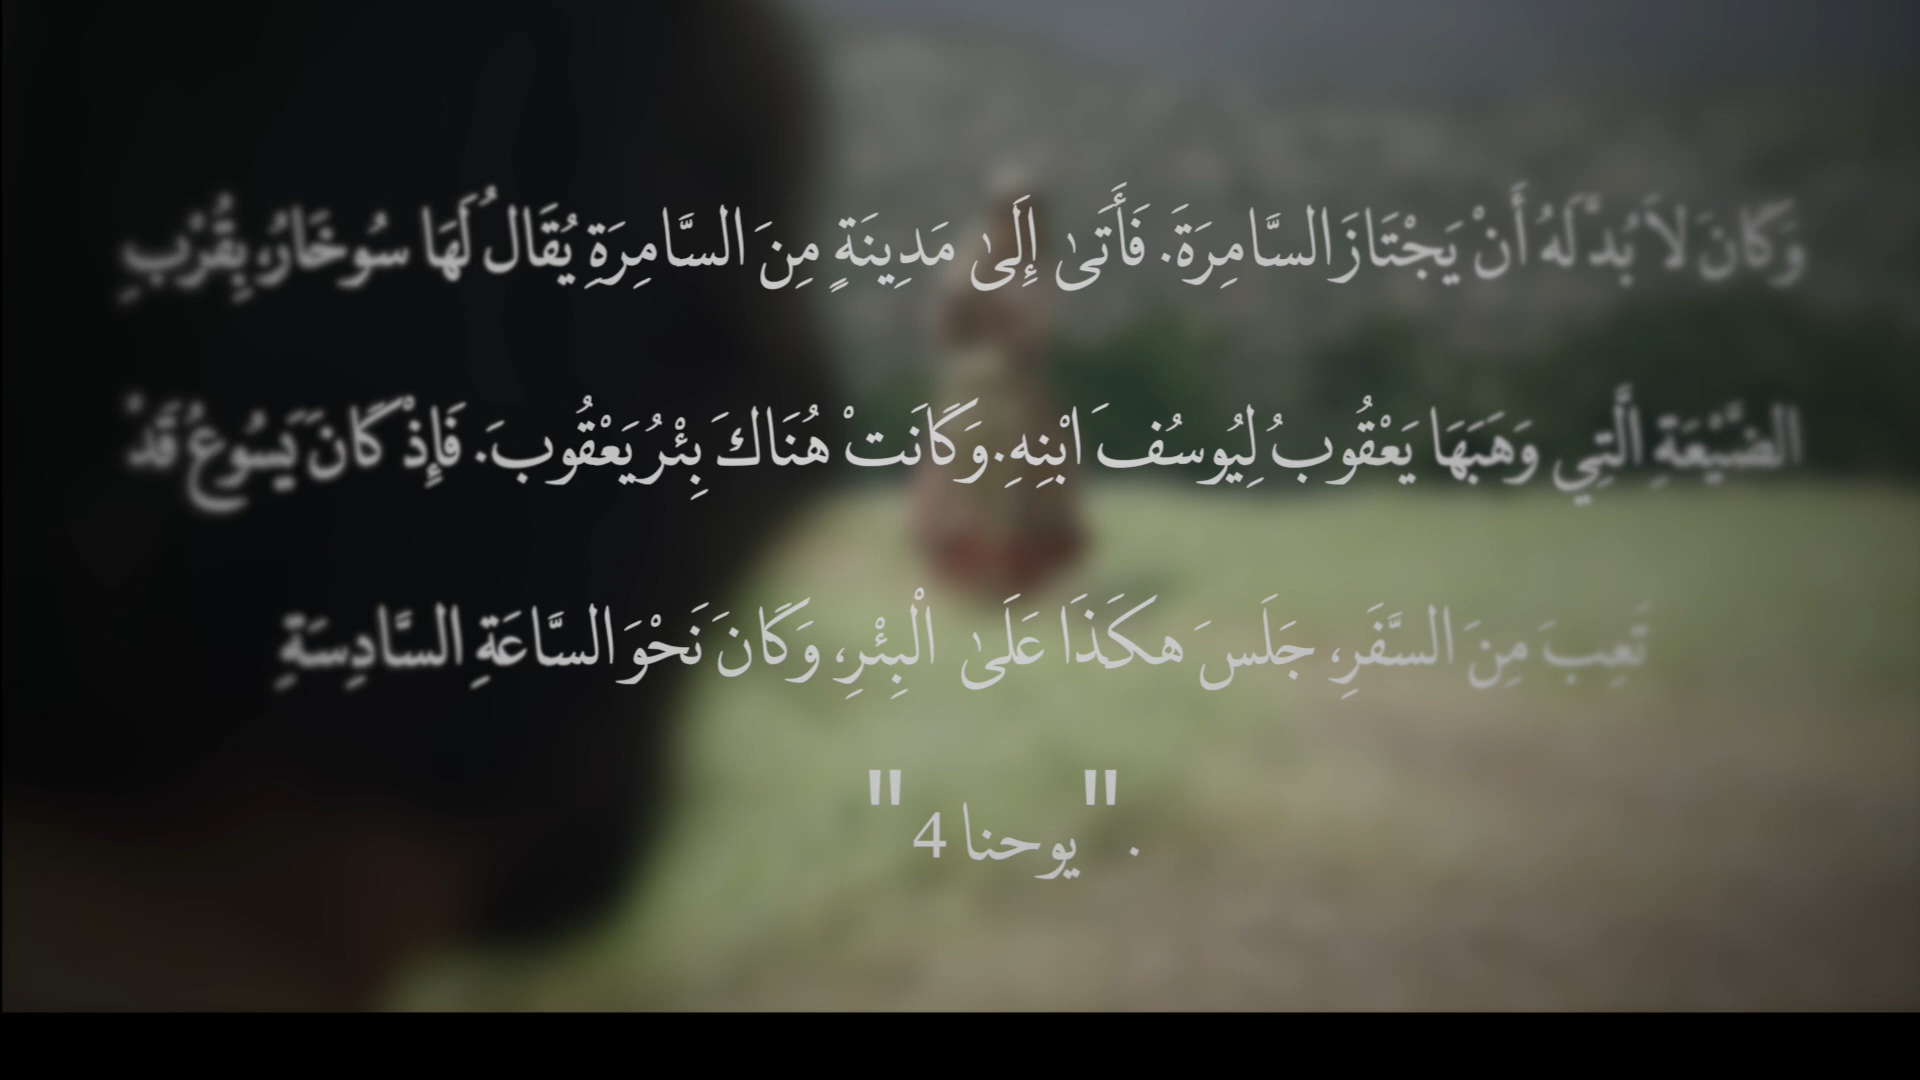 وَكَانَ لاَ بُدَّ لَهُ أَنْ يَجْتَازَ السَّامِرَةَ. فَأَتَىٰ إِلَىٰ مَدِينَةٍ مِنَ السَّامِرَةِ يُقَالُ لَهَا سُوخَارُ، بِقُرْبِ
الضَّيْعَةِ الَّتِي وَهَبَهَا يَعْقُوبُ لِيُوسُفَ ابْنِهِ. وَكَانَتْ هُنَاكَ بِئْرُ يَعْقُوبَ. فَإِذْ كَانَ يَسُوعُ قَدْ
تَعِبَ مِنَ السَّفَرِ، جَلَسَ هكَذَا عَلَىٰ الْبِئْرِ، وَكَانَ نَحْوَ السَّاعَةِ السَّادِسَةِ
. "يوحنا 4"